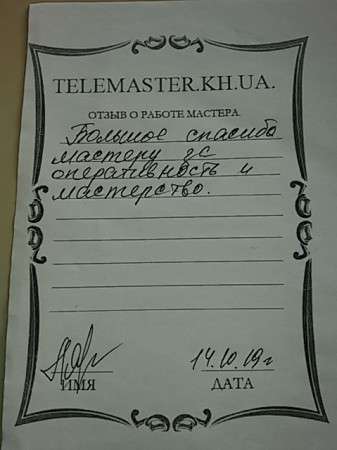 TELEMASTER.KH.UA.
ОТЗЫВ О РАБОТЕ МАСТЕРА.
Большое спасибо
мастеру за
оперативность и
мастерство.
14.10.19г
ИМЯ ДАТА